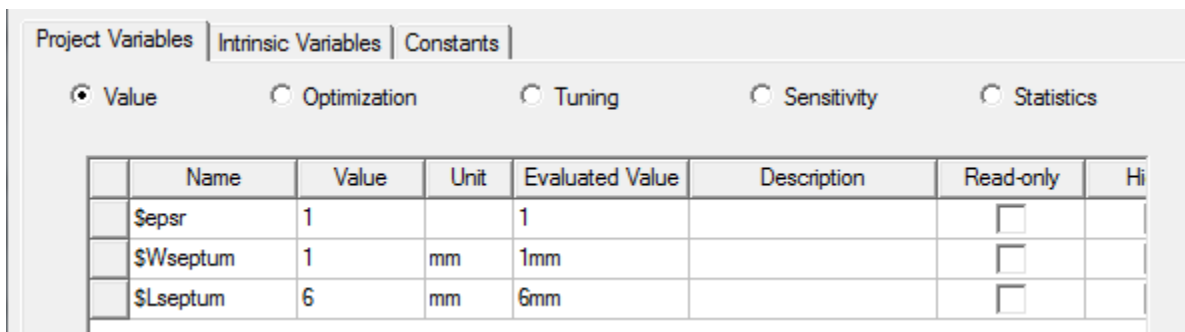 Project Variables Intrinsic Variables Constants
Value Optimization Tuning Sensitivity Statistics
Name Value Unit Evaluated Value Description Read-only Hi
$epsr 1 1
$Wseptum 1 mm 1mm
$Lseptum 6 mm 6mm